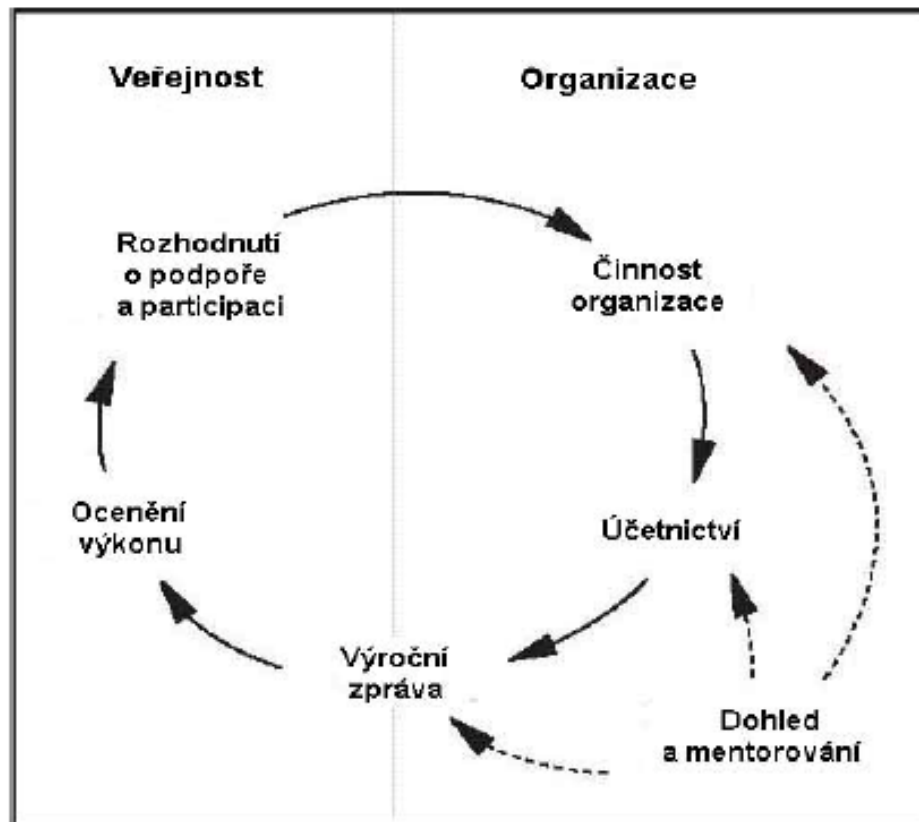 Veřejnost
Organizace
Rozhodnutí
o podpoře
a participaci
Činnost
organizace
Ocenění
výkonu
Účetnictví
Výroční
zpráva
Dohled
a mentorování